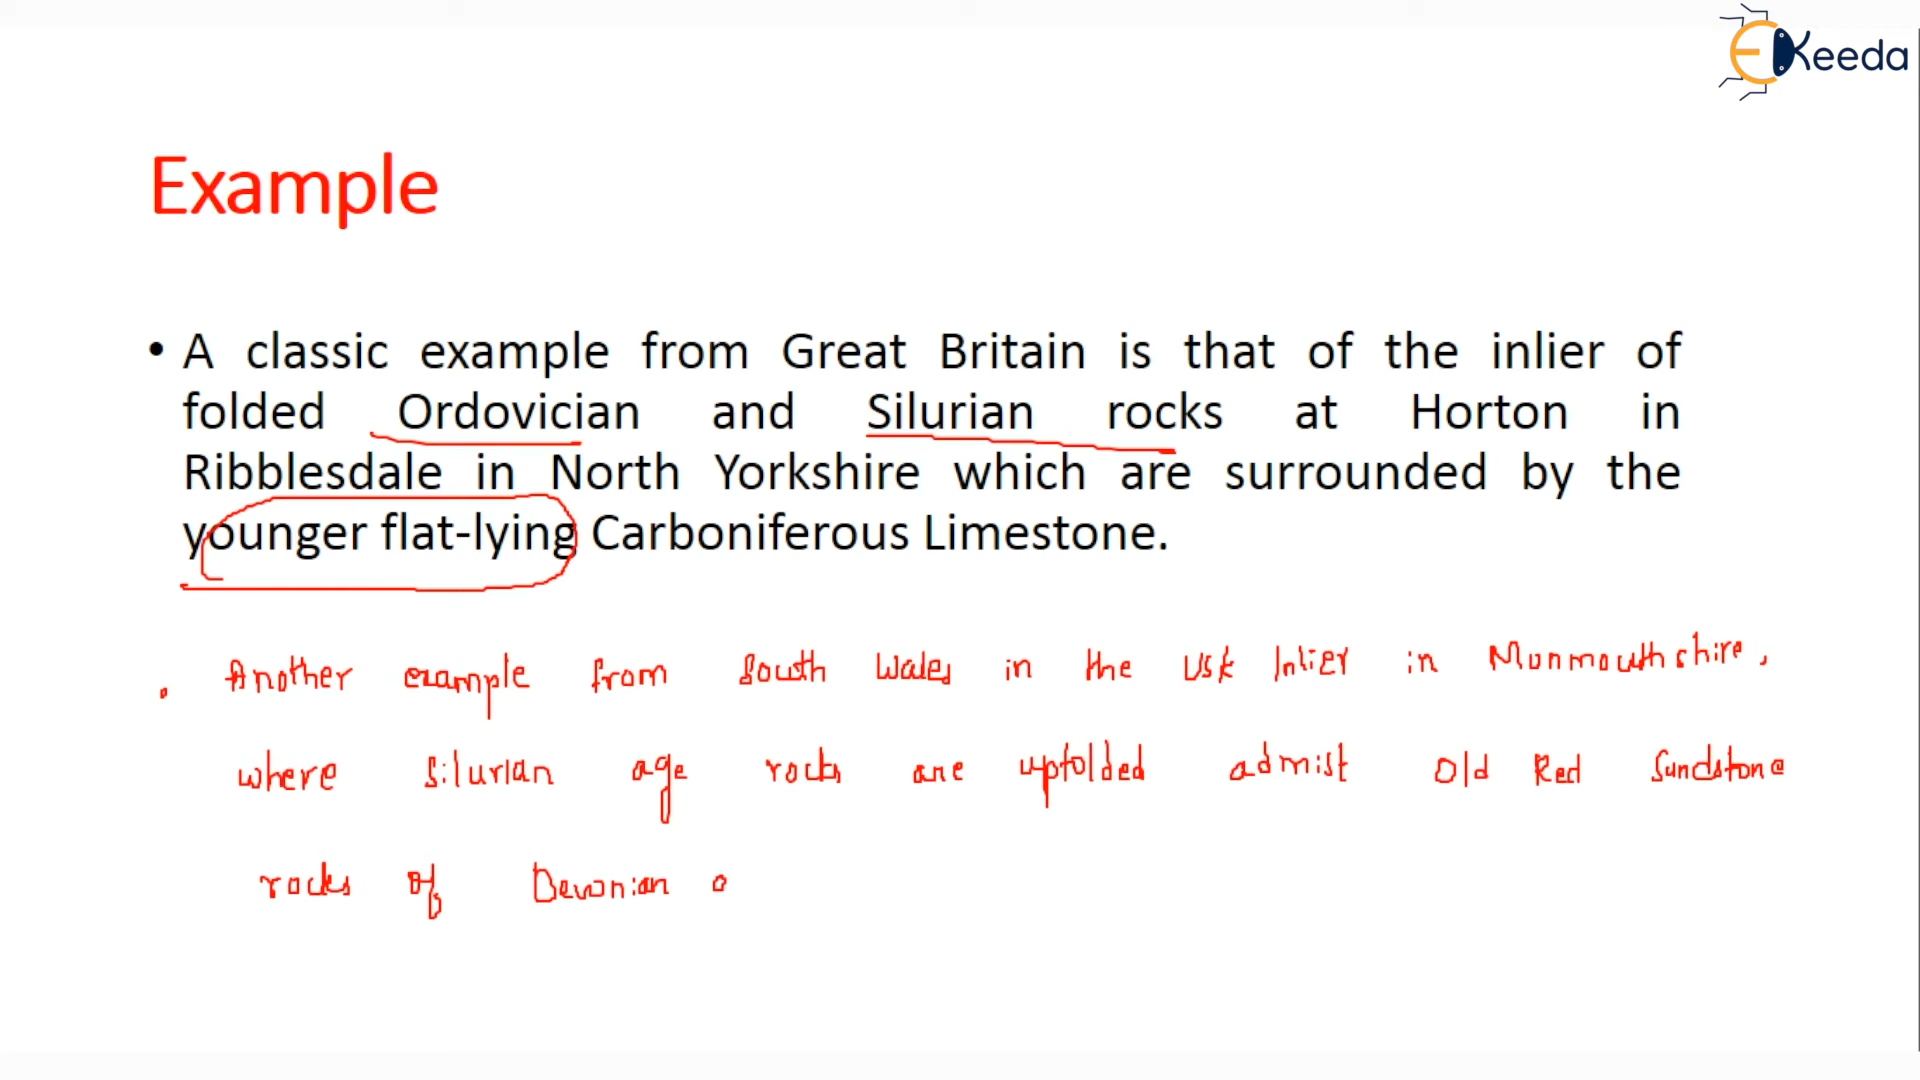 EKeeda
Example
• A classic example from Great Britain is that of the inlier of
folded Ordovician and Silurian rocks at Horton in
Ribblesdale in North Yorkshire which are surrounded by the
younger flat-lying Carboniferous Limestone.
. Another example from South Wales in the Usk Inlier in Monmouthshire,
where Silurian age rocks are upfolded admist Old Red Sandstone
rocks of Devonian a